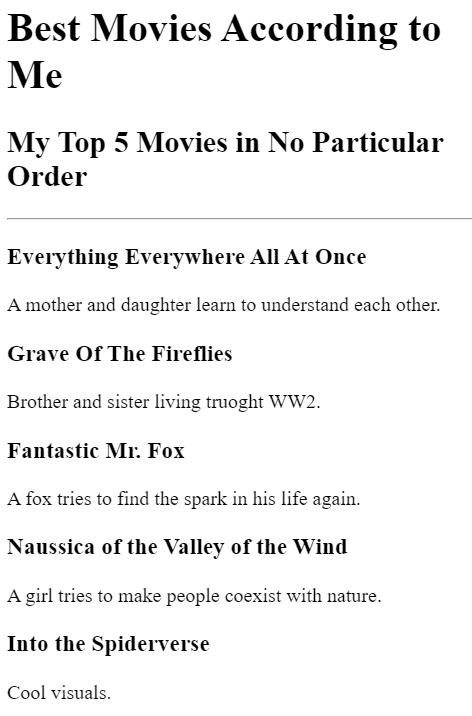 Best Movies According to
Me
My Top 5 Movies in No Particular
Order
Everything Everywhere All At Once
A mother and daughter learn to understand each other.
Grave Of The Fireflies
Brother and sister living truoght WW2.
Fantastic Mr. Fox
A fox tries to find the spark in his life again.
Naussica of the Valley of the Wind
A girl tries to make people coexist with nature.
Into the Spiderverse
Cool visuals.